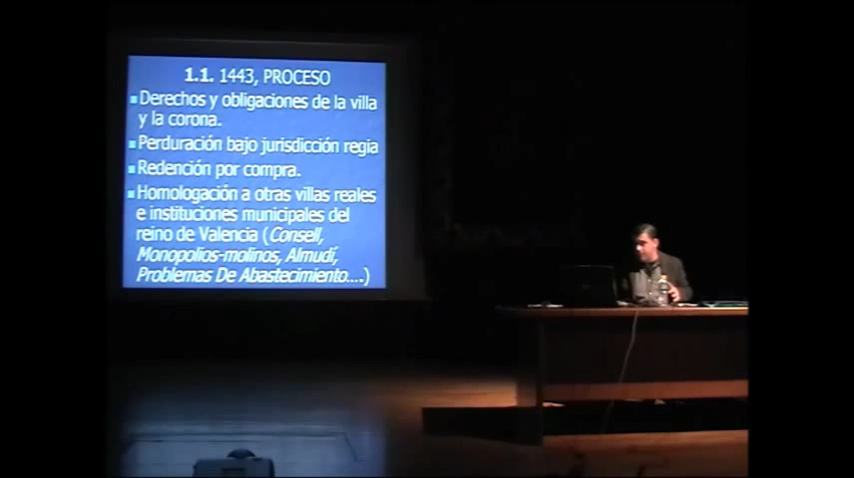 1.1. 1443, PROCESO
Derechos y obligaciones de la villa
y la corona.
Perduración bajo jurisdicción regia
Redención por compra.
Homologación a otras villas reales
e instituciones municipales del
reino de Valencia (Consell,
Monopolios-molinos, Almudí,
Problemas De Abastecimiento....)